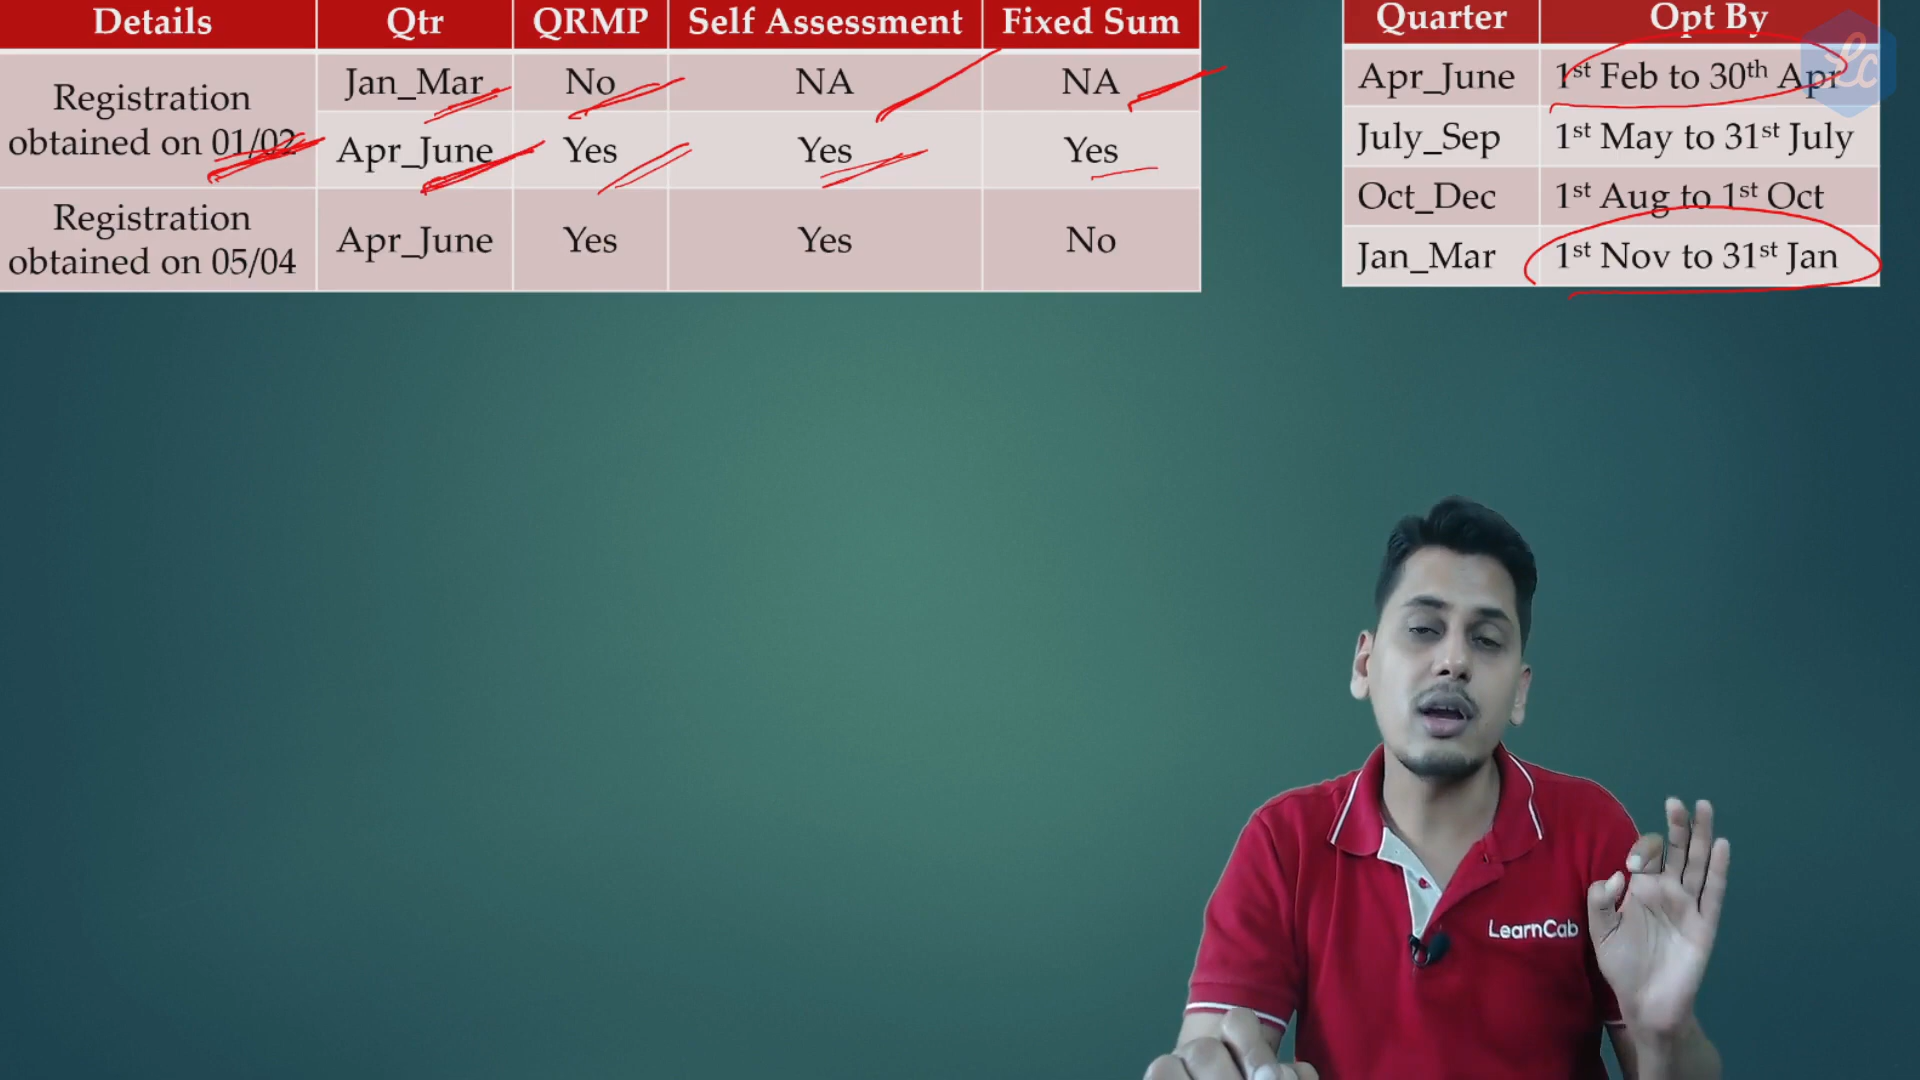 Details Qtr QRMP Self Assessment Fixed Sum
Registration obtained on 01/02 Jan_Mar No NA NA
Apr_June Yes Yes Yes
Registration obtained on 05/04 Apr_June Yes Yes No
Quarter Opt By
Apr_June 1st Feb to 30th Apr
July_Sep 1st May to 31st July
Oct_Dec 1st Aug to 1st Oct
Jan_Mar 1st Nov to 31st Jan
Lc
LearnCab